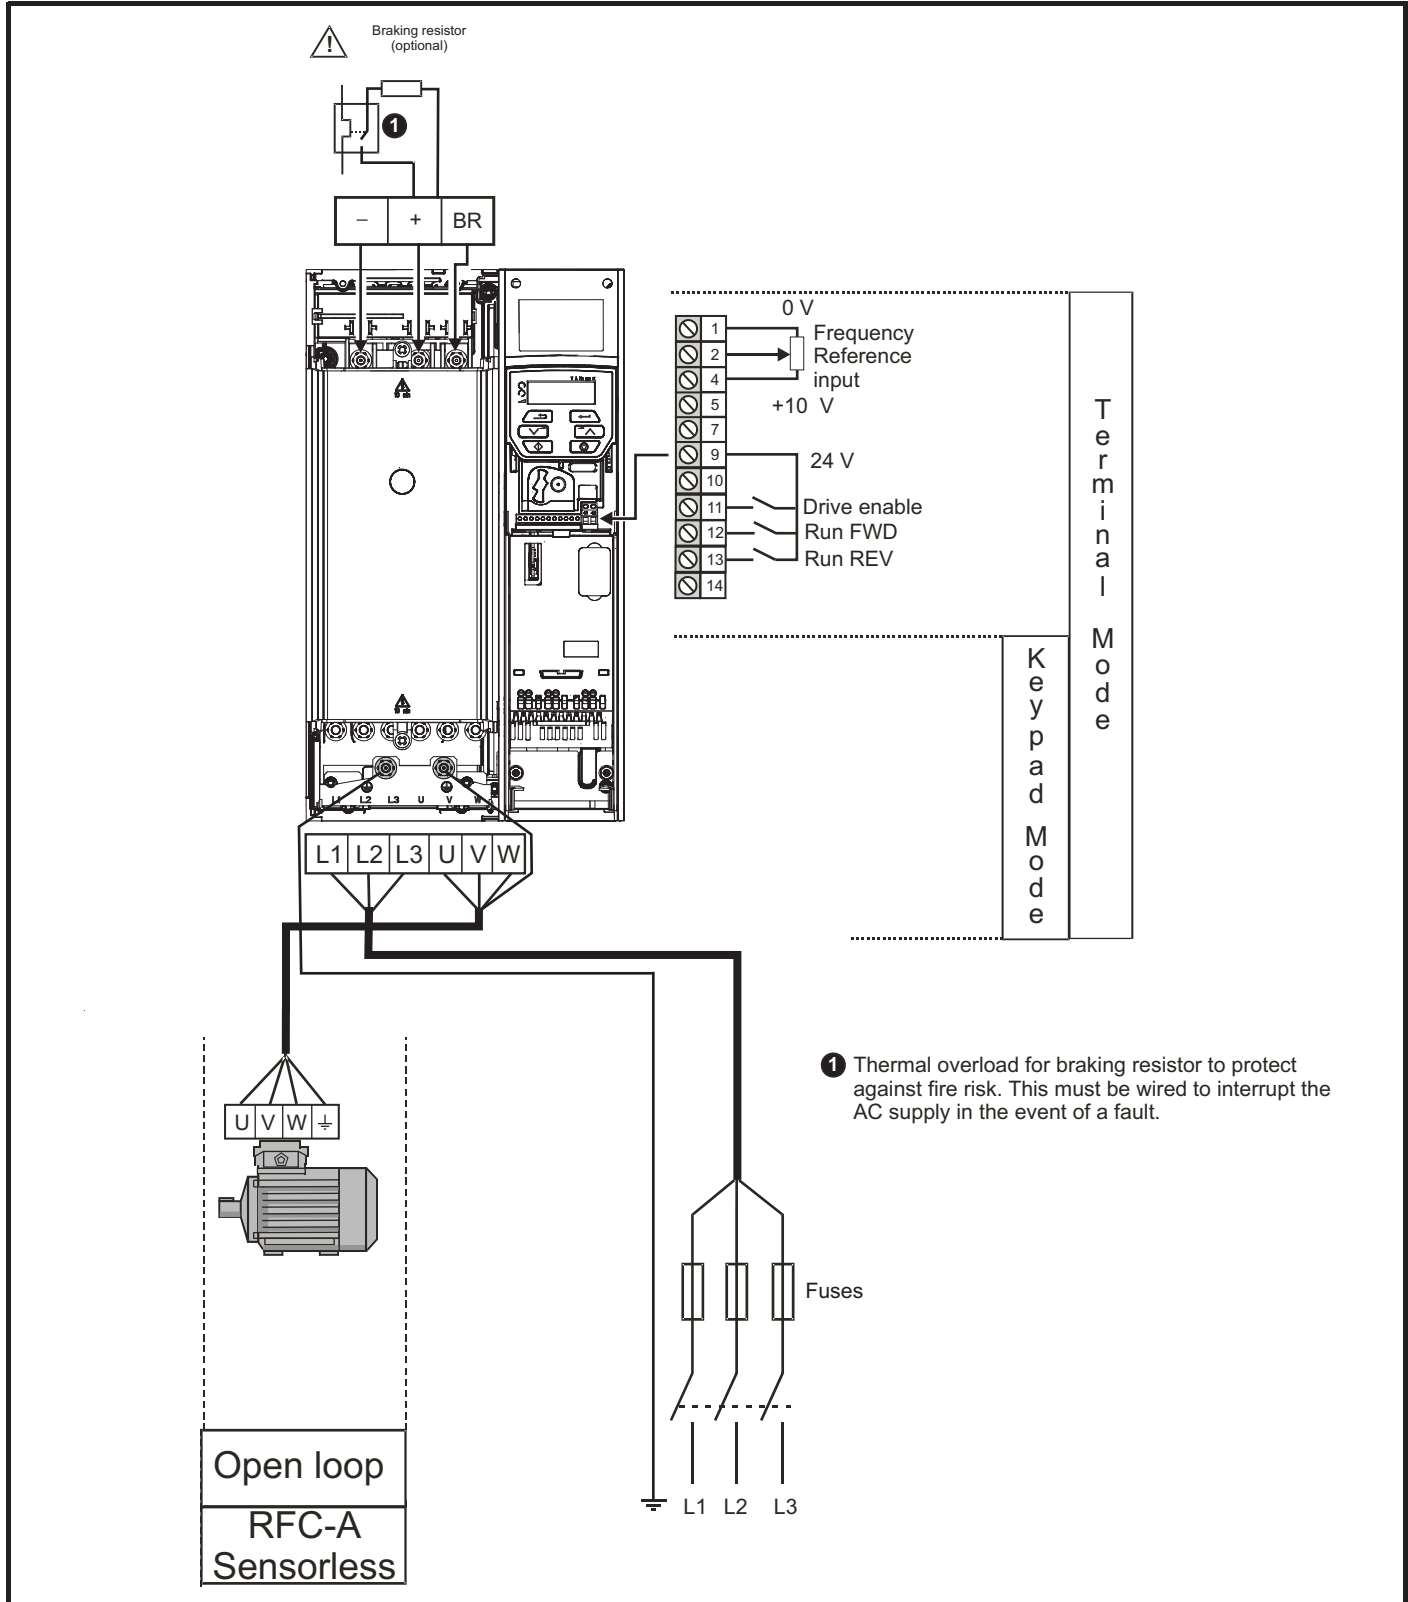 Braking resistor
(optional)
1
– + BR
0 V
1 Frequency
2 Reference
4 input
5 +10 V
7
9 24 V
10
11 Drive enable
12 Run FWD
13 Run REV
14
Terminal Mode
Keypad Mode
L1 L2 L3 U V W
L1 L2 L3 U V W
1 Thermal overload for braking resistor to protect
against fire risk. This must be wired to interrupt the
AC supply in the event of a fault.
U V W
Fuses
L1 L2 L3
Open loop
RFC-A
Sensorless